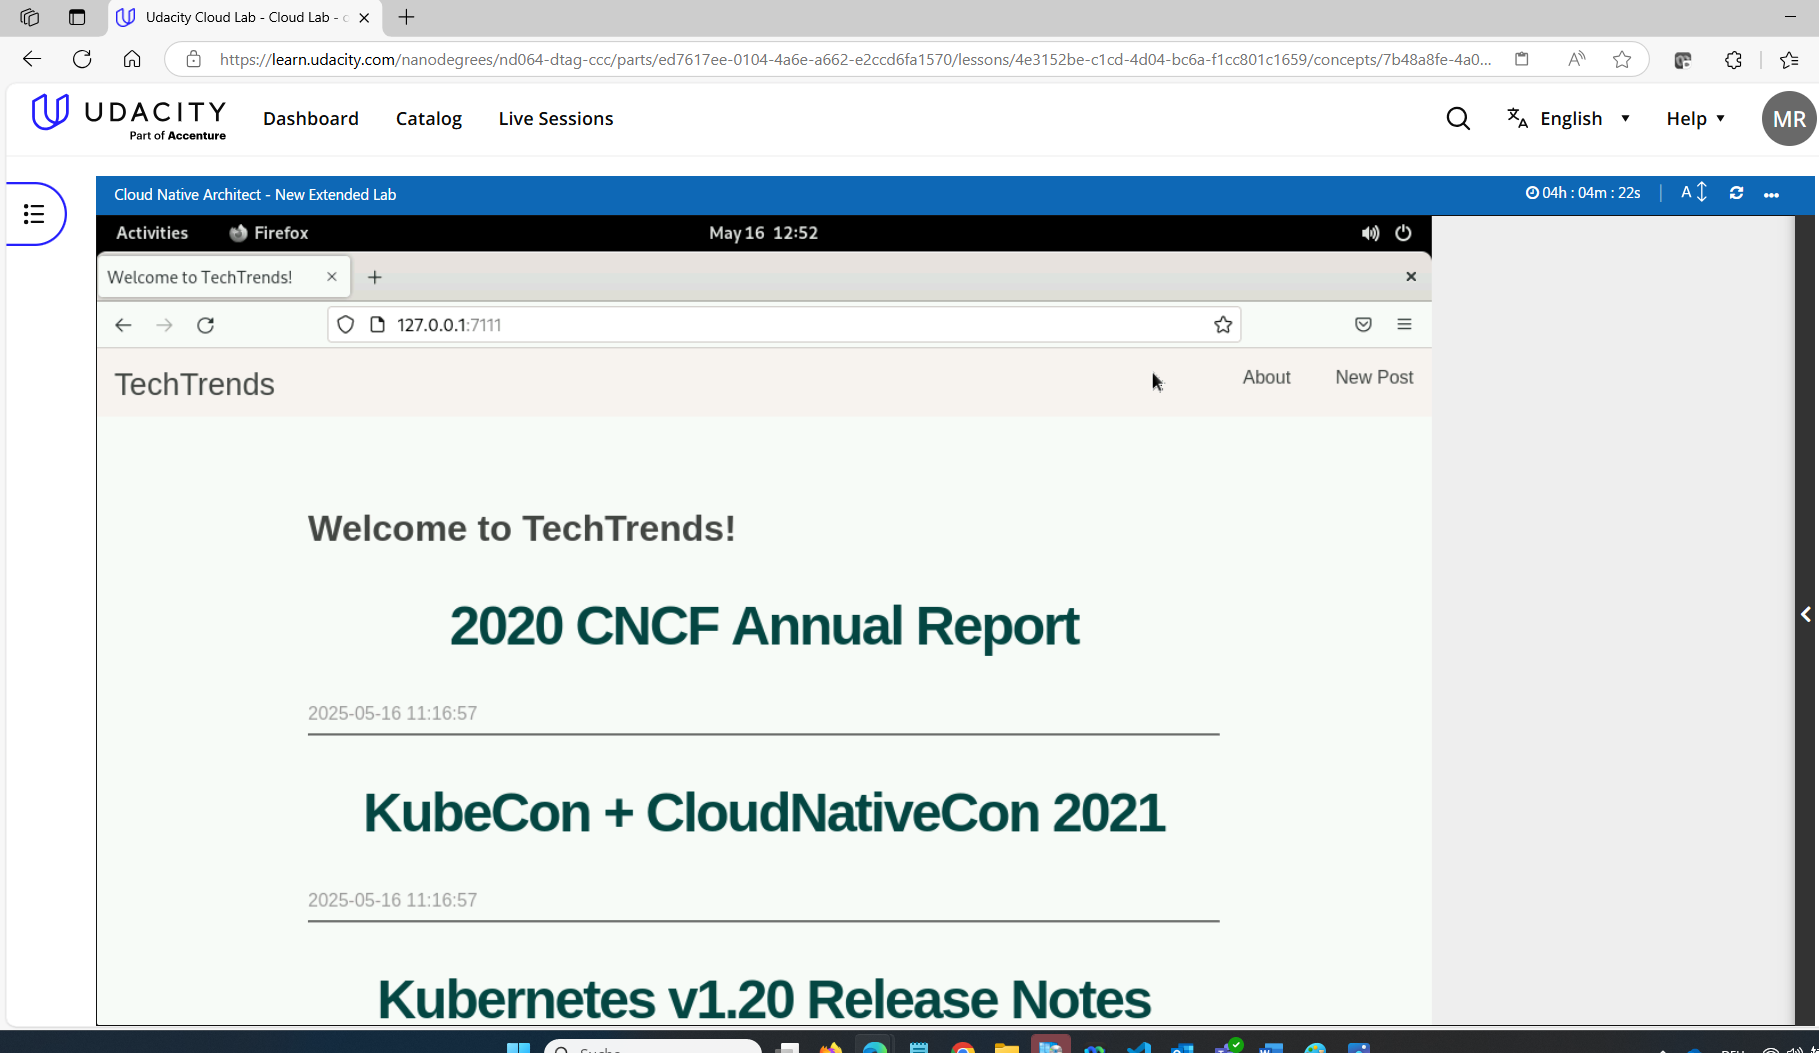 Udacity Cloud Lab - Cloud Lab - c
https://learn.udacity.com/nanodegrees/nd064-dtag-ccc/parts/ed7617ee-0104-4a6e-a662-e2ccd6fa1570/lessons/4e3152be-c1cd-4d04-bc6a-f1cc801c1659/concepts/7b48a8fe-4a0...
UDACITY
Part of Accenture
Dashboard
Catalog
Live Sessions
English
Help
MR
Cloud Native Architect - New Extended Lab
04h : 04m : 22s
A
Activities
Firefox
May 16 12:52
Welcome to TechTrends!
127.0.0.1:7111
TechTrends
About
New Post
Welcome to TechTrends!
2020 CNCF Annual Report
2025-05-16 11:16:57
KubeCon + CloudNativeCon 2021
2025-05-16 11:16:57
Kubernetes v1.20 Release Notes